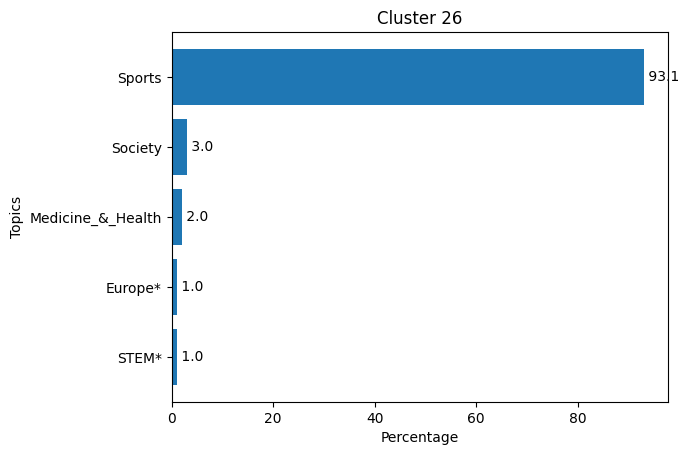 Cluster 26
Topics
Sports
93.1
Society
3.0
Medicine_&_Health
2.0
Europe*
1.0
STEM*
1.0
0 20 40 60 80
Percentage